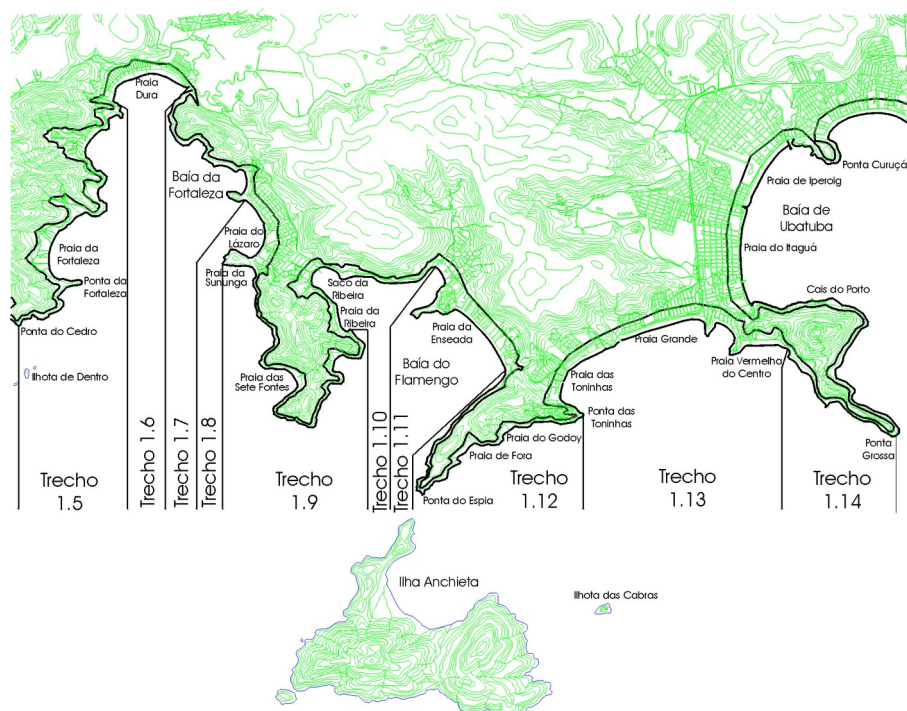 Praia
Dura
Ponta Curuçá
Praia de Iperoig
Baía da
Fortaleza
Baía de
Ubatuba
Praia do
Lázaro
Praia do Itaguá
Praia da
Fortaleza
Praia da
Sununga
Ponta da
Fortaleza
Saco da
Ribeira
Cais do Porto
Praia da
Ribeira
Ponta do Cedro
Praia da
Enseada
Praia Grande
Praia Vermelha
do Centro
Baía do
Flamengo
Ilhota de Dentro
Praia das
Sete Fontes
Praia das
Toninhas
Ponta das
Toninhas
Praia do Godoy
Praia de Fora
Ponta
Grossa
Ponta do Espia
Trecho
1.5
Trecho 1.6
Trecho 1.7
Trecho 1.8
Trecho
1.9
Trecho 1.10
Trecho 1.11
Trecho
1.12
Trecho
1.13
Trecho
1.14
Ilha Anchieta
Ilhota das Cabras